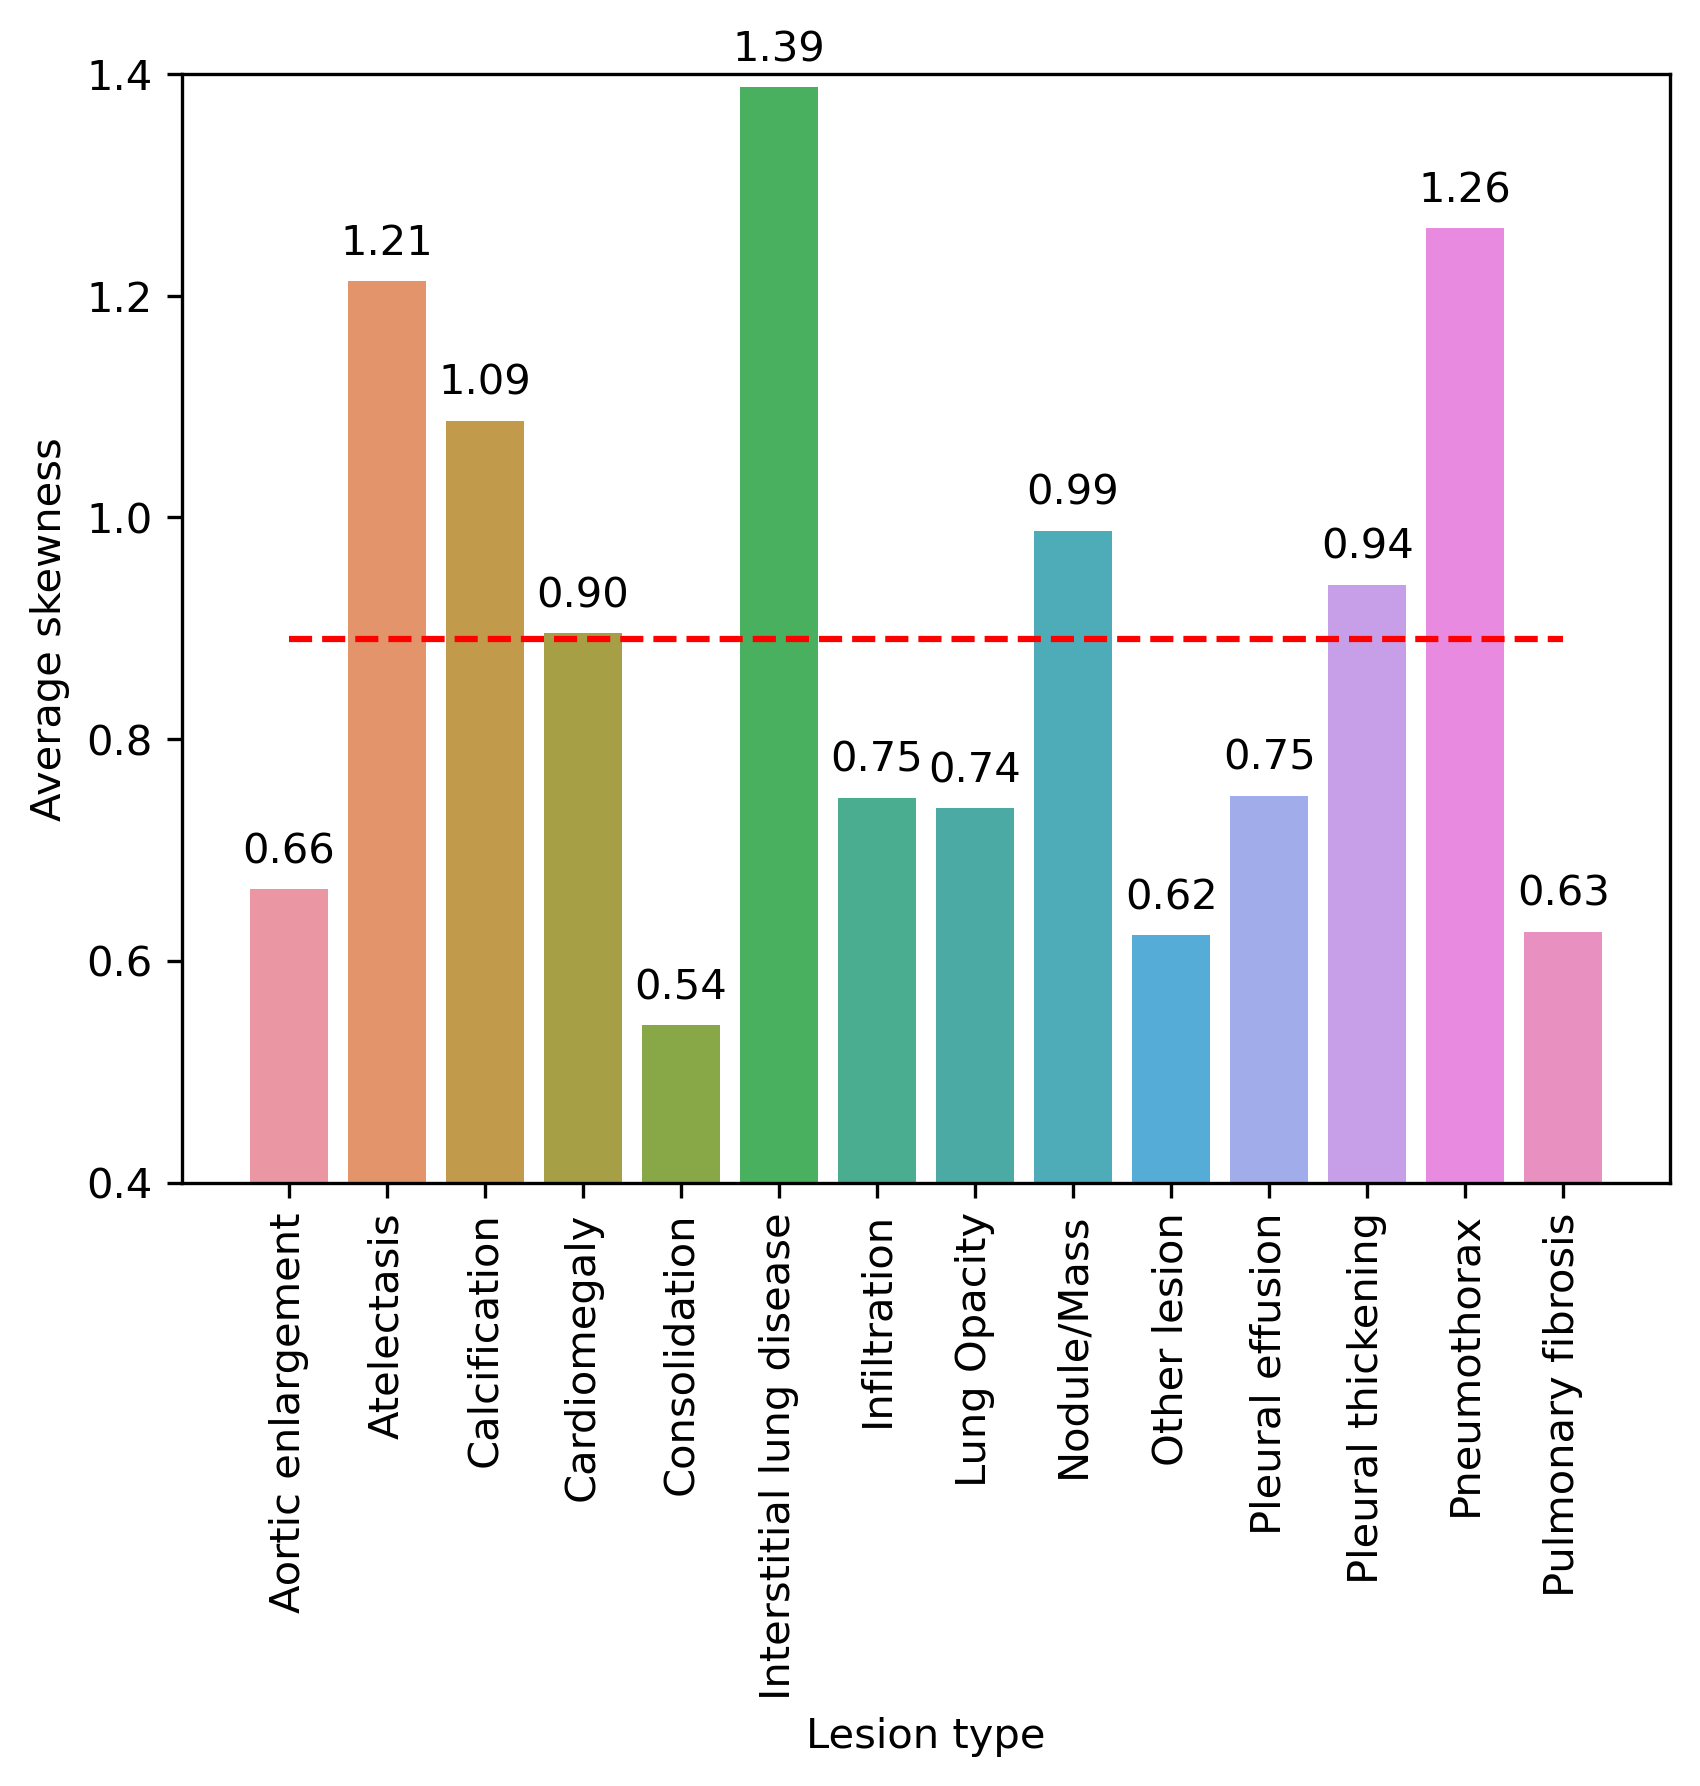 1.39
1.4
1.26
1.21
1.2
1.09
1.0
0.99
0.94
0.90
0.8
0.75
0.74
0.75
0.66
0.62
0.63
0.6
0.54
0.4
Average skewness
Aortic enlargement
Atelectasis
Calcification
Cardiomegaly
Consolidation
Interstitial lung disease
Infiltration
Lung Opacity
Nodule/Mass
Other lesion
Pleural effusion
Pleural thickening
Pneumothorax
Pulmonary fibrosis
Lesion type